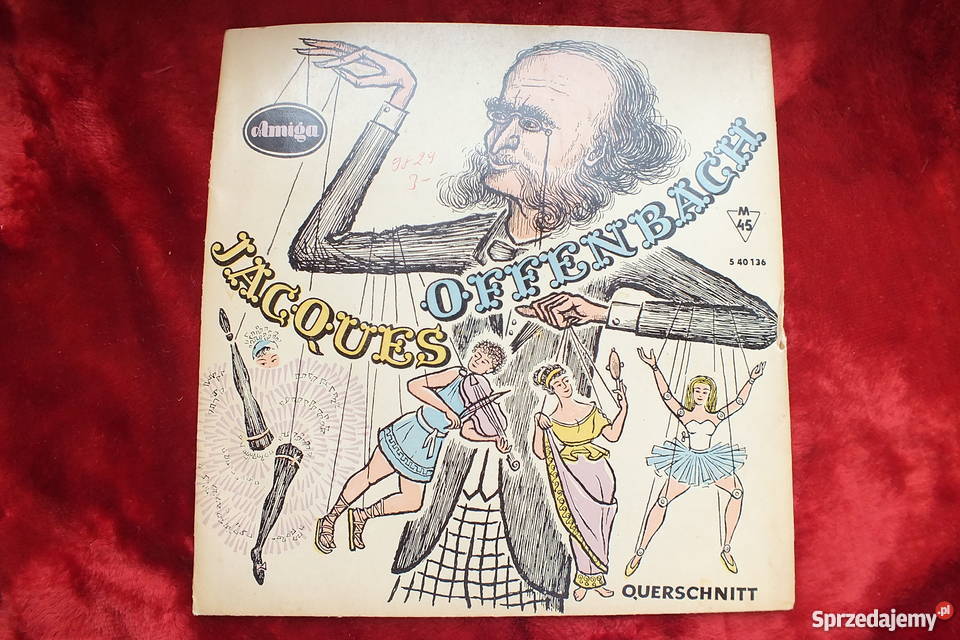 Amiga
JACQUES
OFFENBACH
M
45
5 40 136
QUERSCHNITT
Sprzedajemy.pl